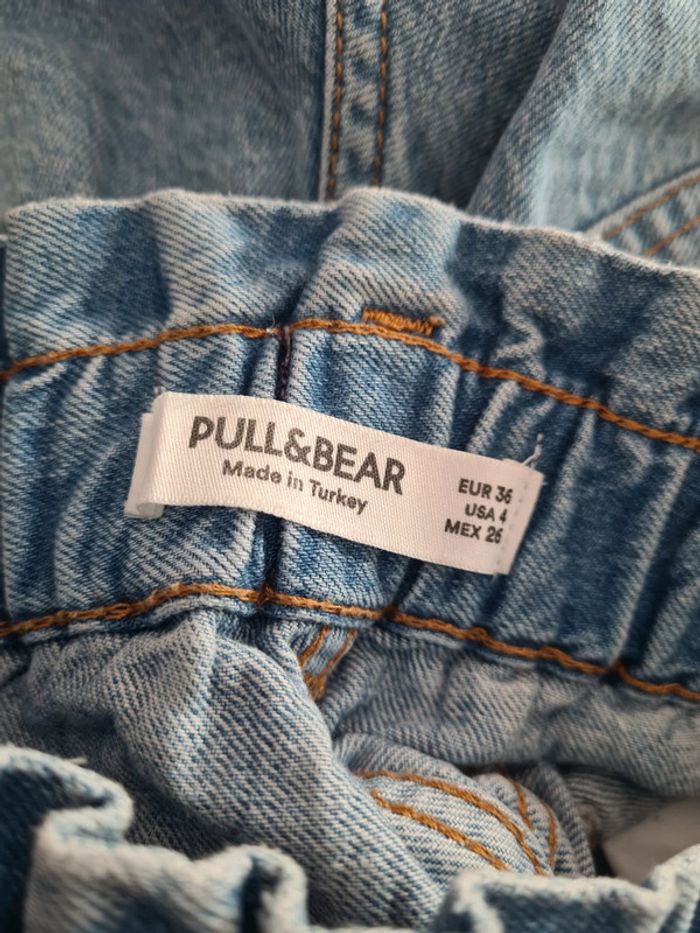 PULL&BEAR
Made in Turkey
EUR 36
USA 4
MEX 26